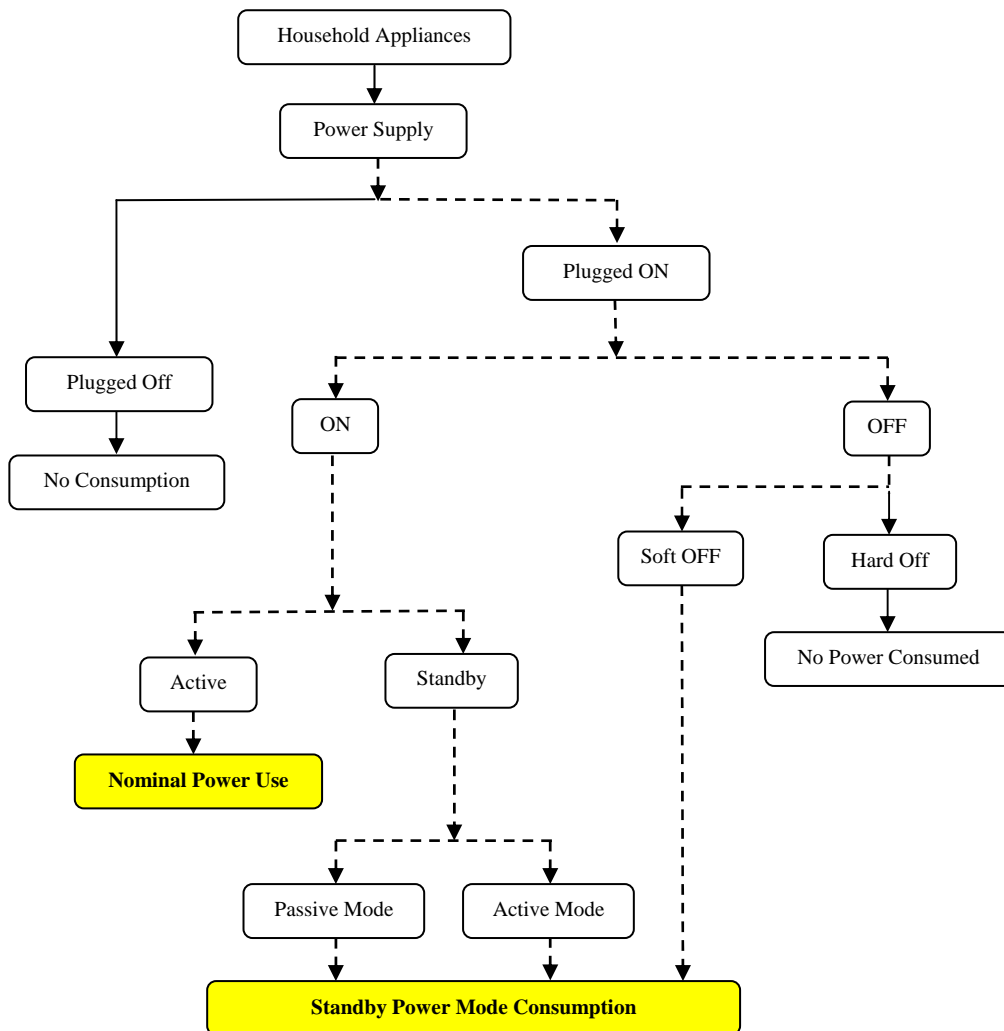 Household Appliances
Power Supply
Plugged ON
Plugged Off
ON
OFF
No Consumption
Soft OFF
Hard Off
No Power Consumed
Active
Standby
Nominal Power Use
Passive Mode
Active Mode
Standby Power Mode Consumption